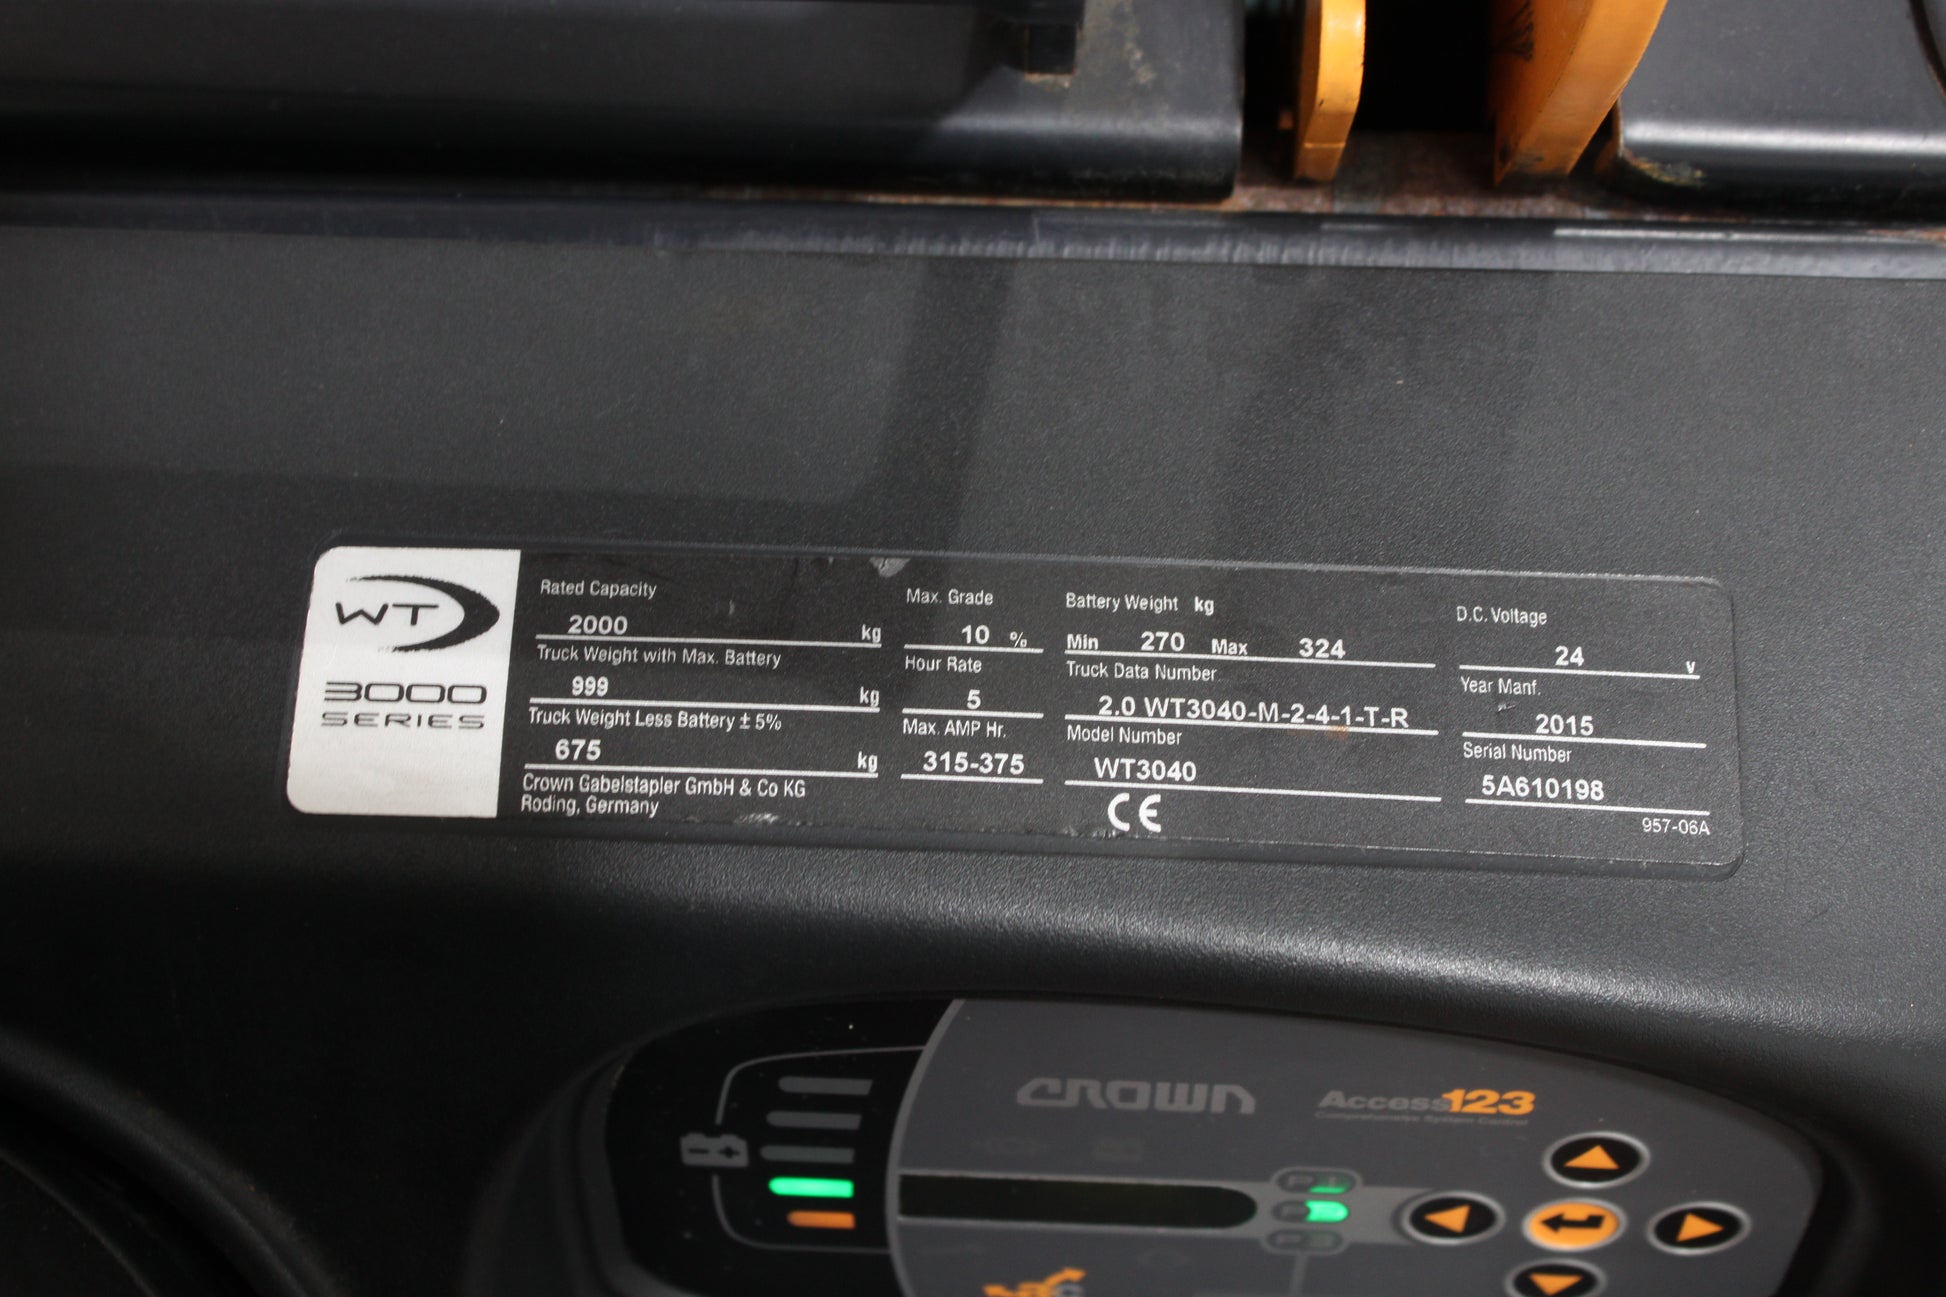 WT
3000
SERIES
Rated Capacity
2000 kg
Truck Weight with Max. Battery
999 kg
Truck Weight Less Battery ± 5%
675 kg
Crown Gabelstapler GmbH & Co KG
Roding, Germany
Max. Grade
10 %
Hour Rate
5
Max. AMP Hr.
315-375
Battery Weight kg
Min 270 Max 324
Truck Data Number
2.0 WT3040-M-2-4-1-T-R
Model Number
WT3040
CE
D.C. Voltage
24 v
Year Manf.
2015
Serial Number
5A610198
957-06A
CROWN
Access123
Comprehensive System Control